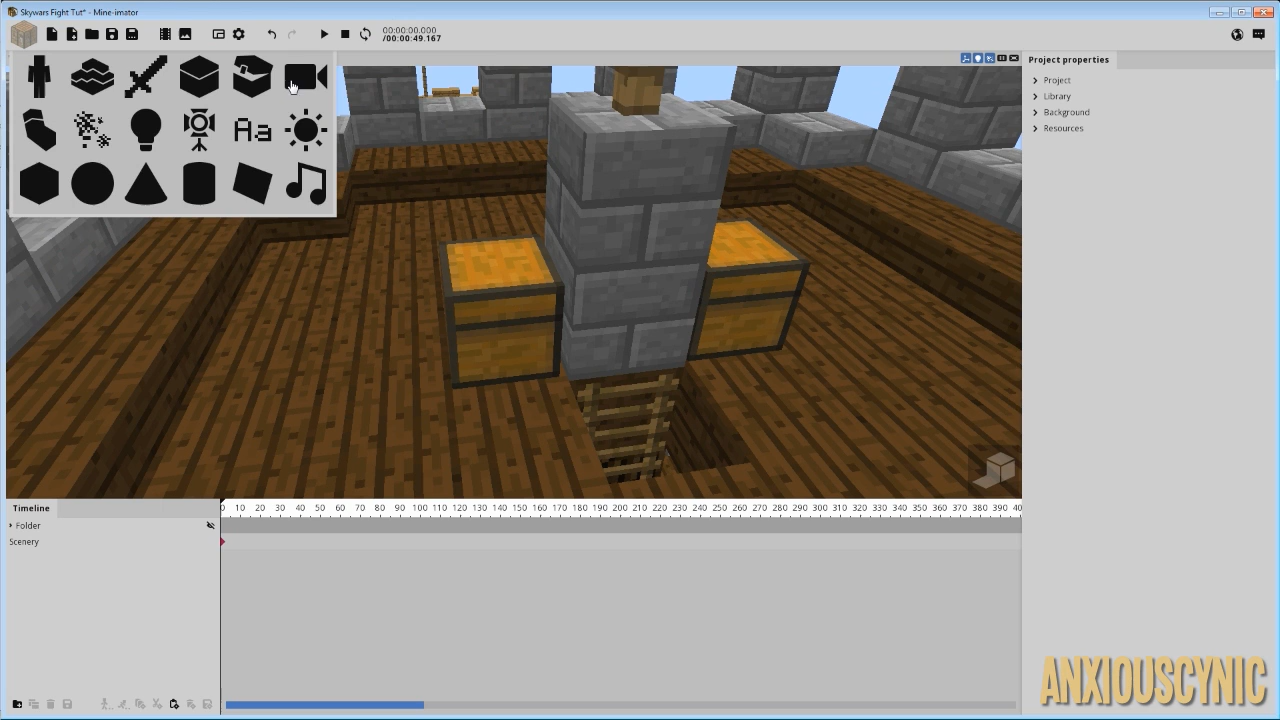 Skywars Fight Tut* - Mine-imator
00:00:00.000
/00:00:49.167
Aa
Project properties
Project
Library
Background
Resources
Timeline
0 10 20 30 40 50 60 70 80 90 100 110 120 130 140 150 160 170 180 190 200 210 220 230 240 250 260 270 280 290 300 310 320 330 340 350 360 370 380 390 40
Folder
Scenery
ANXIOUSCYNIC